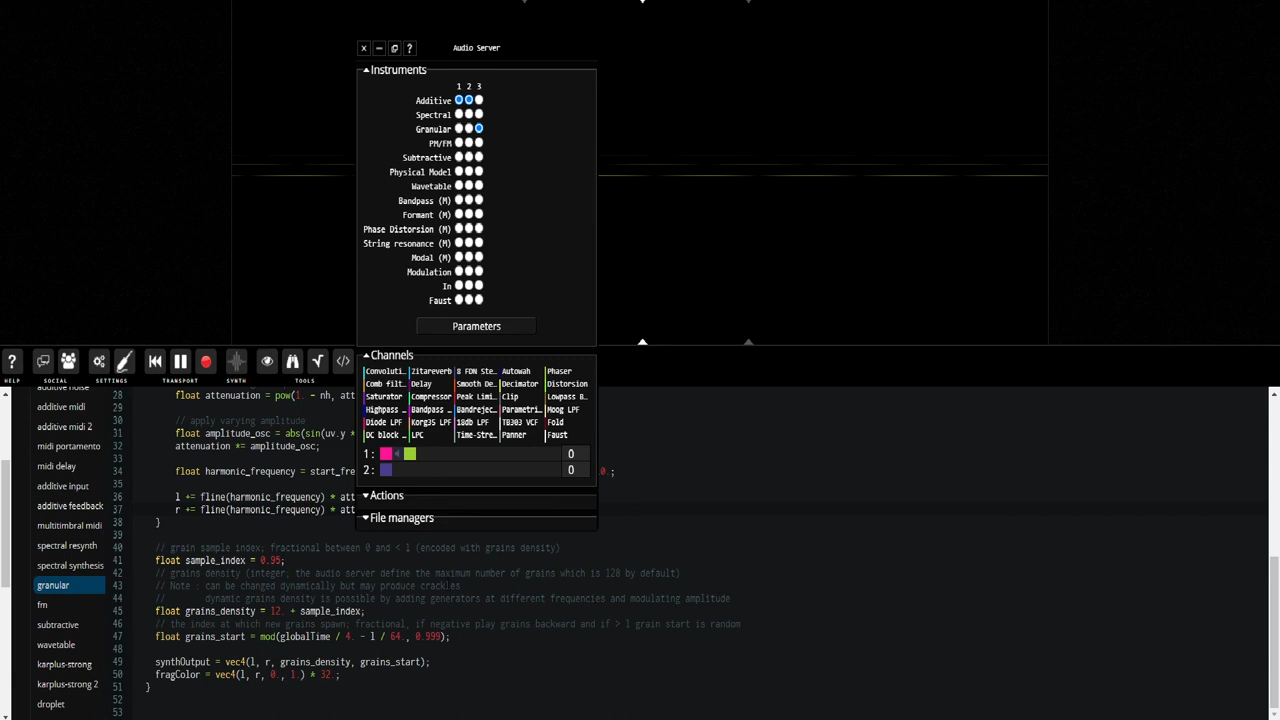 Audio Server
Instruments
1 2 3
Additive
Spectral
Granular
PM/FM
Subtractive
Physical Model
Wavetable
Bandpass (M)
Formant (M)
Phase Distorsion (M)
String resonance (M)
Modal (M)
Modulation
In
Faust
Parameters
Channels
Convoluti… Zitareverb 8 FDN Ste… Autowah Phaser
Comb filt… Delay Smooth De… Decimator Distorsion
Saturator Compressor Peak Limi… Clip Lowpass B…
Highpass … Bandpass … Bandrejec… Parametri… Moog LPF
Diode LPF Korg35 LPF 18db LPF TB303 VCF Fold
DC block … LPC Time-Stre… Panner Faust
1: 0
2: 0
Actions
File managers
HELP SOCIAL SETTINGS TRANSPORT SYNTH TOOLS
additive noise
additive midi
additive midi 2
midi portamento
midi delay
additive input
additive feedback
multitimbral midi
spectral resynth
spectral synthesis
granular
fm
subtractive
wavetable
karplus-strong
karplus-strong 2
droplet
28 float attenuation = pow(1. - nh, at
29
30 // apply varying amplitude
31 float amplitude_osc = abs(sin(uv.y *
32 attenuation *= amplitude_osc;
33
34 float harmonic_frequency = start_fre 0.;
35
36 l += fline(harmonic_frequency) * att
37 r += fline(harmonic_frequency) * att
38 }
39
40 // grain sample index; fractional between 0 and < 1 (encoded with grains density)
41 float sample_index = 0.95;
42 // grains density (integer; the audio server define the maximum number of grains which is 128 by default)
43 // Note : can be changed dynamically but may produce crackles
44 // dynamic grains density is possible by adding generators at different frequencies and modulating amplitude
45 float grains_density = 12. + sample_index;
46 // the index at which new grains spawn; fractional, if negative play grains backward and if > 1 grain start is random
47 float grains_start = mod(globalTime / 4. - l / 64., 0.999);
48
49 synthOutput = vec4(l, r, grains_density, grains_start);
50 fragColor = vec4(l, r, 0., 1.) * 32.;
51 }
52
53